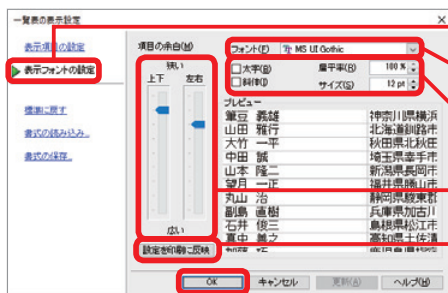 一覧表の表示設定
表示項目の設定
表示フォントの設定
標準に戻す
書式の読み込み...
書式の保存...
項目の余白(M)
狭い
上下 左右
広い
設定を印刷に反映
フォント(F) MS UI Gothic
太字(B) 扁平率(R) 100 %
斜体(I) サイズ(S) 12 pt
プレビュー
筆豆 義雄 神奈川県横浜
山田 雅行 北海道釧路市
大竹 一平 秋田県北秋田
中田 誠 埼玉県幸手市
山本 隆二 新潟県長岡市
望月 一正 福井県勝山市
丸山 治 静岡県駿東郡
副島 直樹 兵庫県加古川
石井 俊三 島根県松江市
真中 美之 高知県土佐清
OK キャンセル 更新(A) ヘルプ(H)